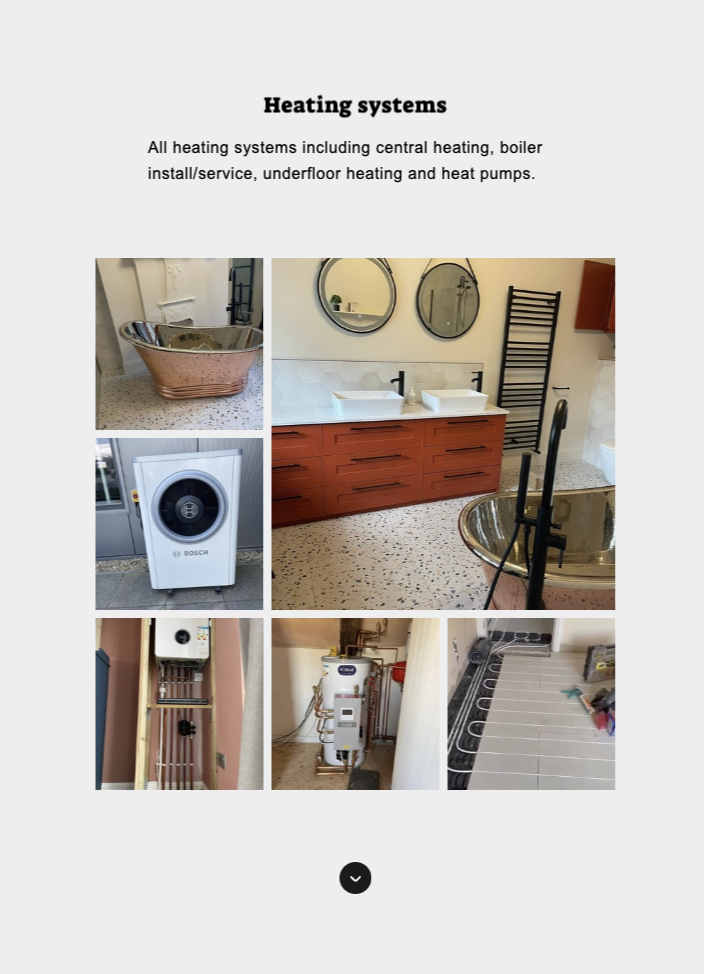 Heating systems
All heating systems including central heating, boiler
install/service, underfloor heating and heat pumps.
BOSCH